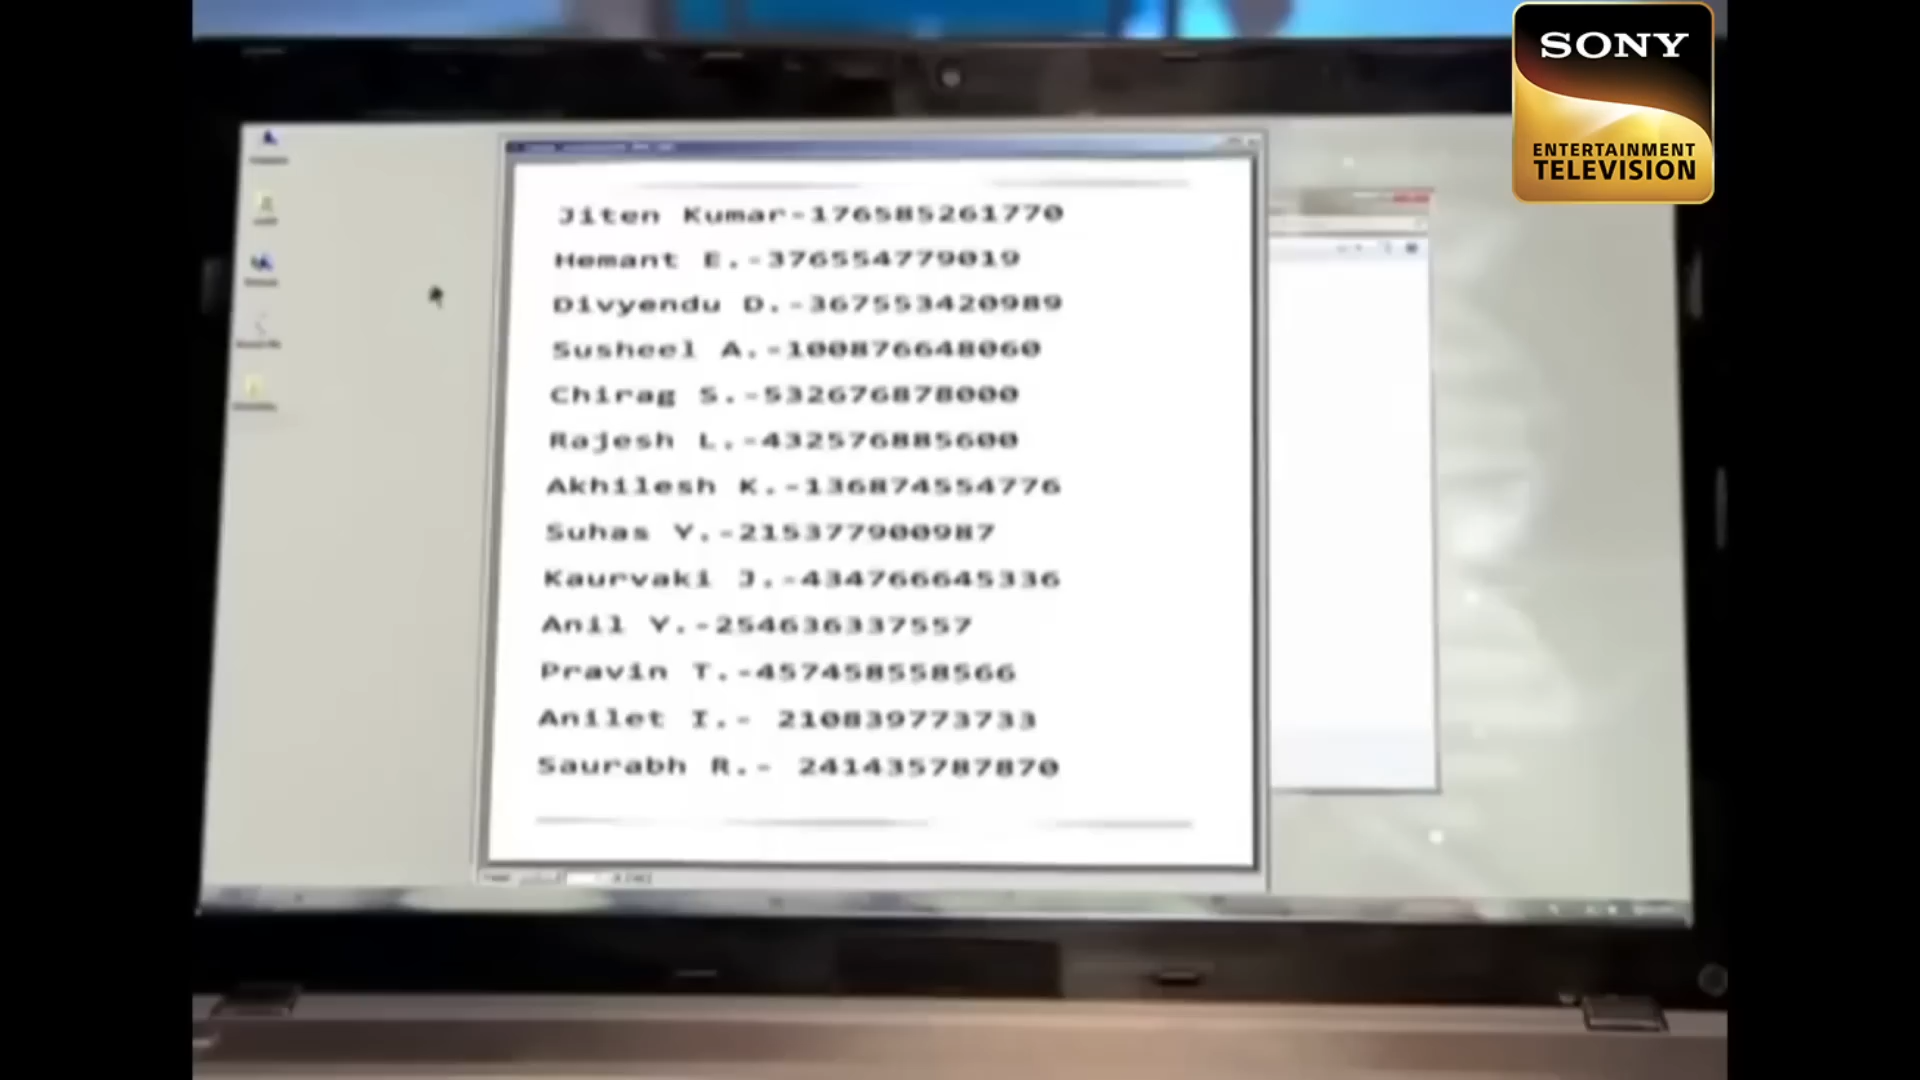 SONY
ENTERTAINMENT
TELEVISION
Jiten Kumar-176585261770
Hemant E.-376554779019
Divyendu D.-367553420989
Susheel A.-100876648060
Chirag S.-532676878000
Rajesh L.-432576885600
Akhilesh K.-136874554776
Suhas Y.-215377900987
Kaurvaki J.-434766645336
Anil Y.-254636337557
Pravin T.-457458558566
Anilet I.- 210839773733
Saurabh R.- 241435787870